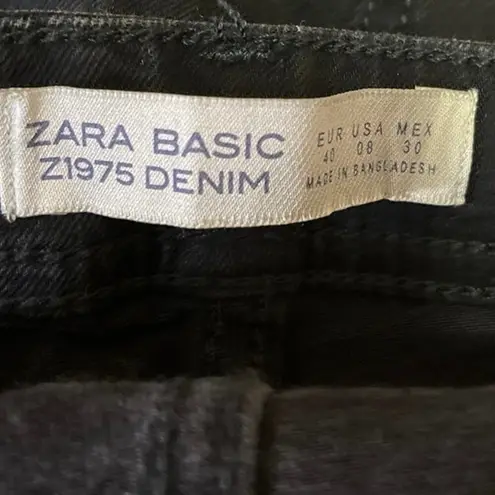 ZARA BASIC
Z1975 DENIM
EUR USA MEX
40 08 30
MADE IN BANGLADESH